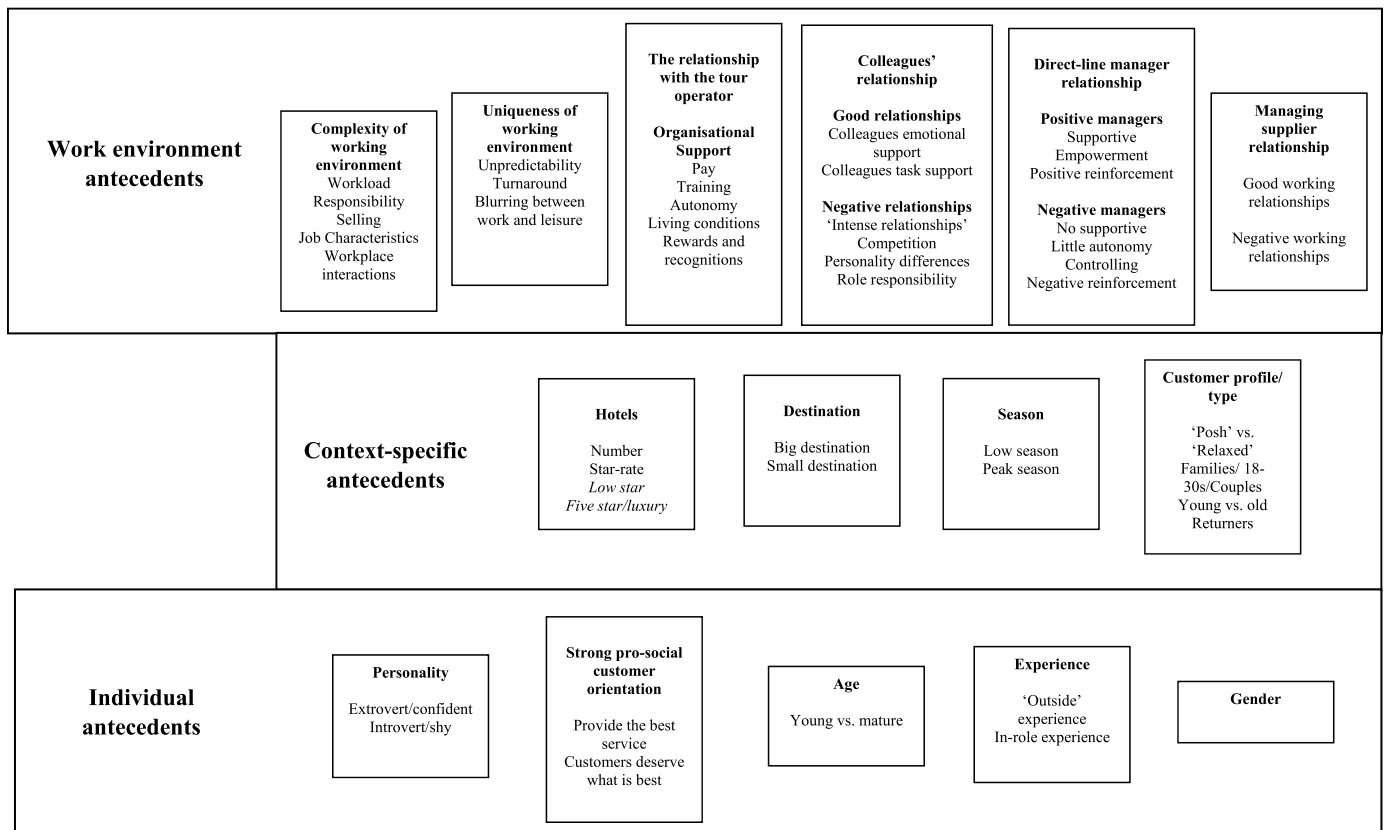 Work environment
antecedents
Complexity of
working
environment
Workload
Responsibility
Selling
Job Characteristics
Workplace
interactions
Uniqueness of
working
environment
Unpredictability
Turnaround
Blurring between
work and leisure
The relationship
with the tour
operator
Organisational
Support
Pay
Training
Autonomy
Living conditions
Rewards and
recognitions
Colleagues’
relationship
Good relationships
Colleagues emotional
support
Colleagues task support
Negative relationships
‘Intense relationships’
Competition
Personality differences
Role responsibility
Direct-line manager
relationship
Positive managers
Supportive
Empowerment
Positive reinforcement
Negative managers
No supportive
Little autonomy
Controlling
Negative reinforcement
Managing
supplier
relationship
Good working
relationships
Negative working
relationships
Context-specific
antecedents
Hotels
Number
Star-rate
Low star
Five star/luxury
Destination
Big destination
Small destination
Season
Low season
Peak season
Customer profile/
type
‘Posh’ vs.
‘Relaxed’
Families/ 18-
30s/Couples
Young vs. old
Returners
Individual
antecedents
Personality
Extrovert/confident
Introvert/shy
Strong pro-social
customer
orientation
Provide the best
service
Customers deserve
what is best
Age
Young vs. mature
Experience
‘Outside’
experience
In-role experience
Gender